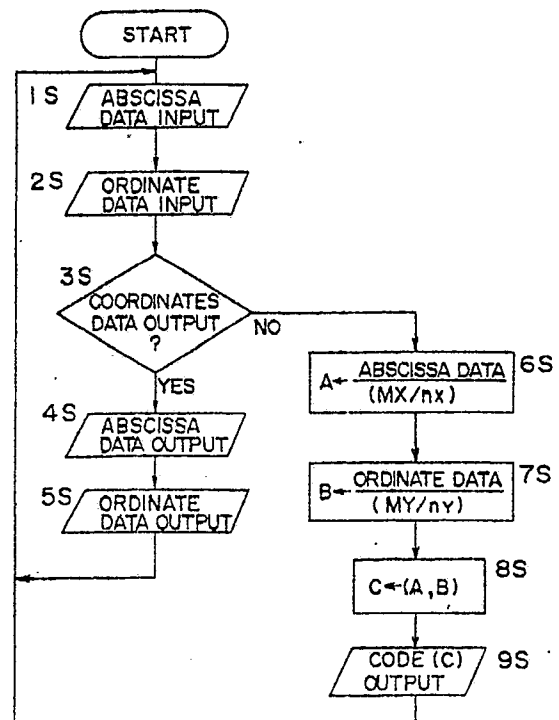 START
1S
ABSCISSA
DATA INPUT
2S
ORDINATE
DATA INPUT
3S
COORDINATES
DATA OUTPUT
?
NO
YES
4S
ABSCISSA
DATA OUTPUT
5S
ORDINATE
DATA OUTPUT
6S
A← ABSCISSA DATA
(MX/nx)
7S
B← ORDINATE DATA
(MY/nY)
8S
C←(A,B)
9S
CODE (C)
OUTPUT